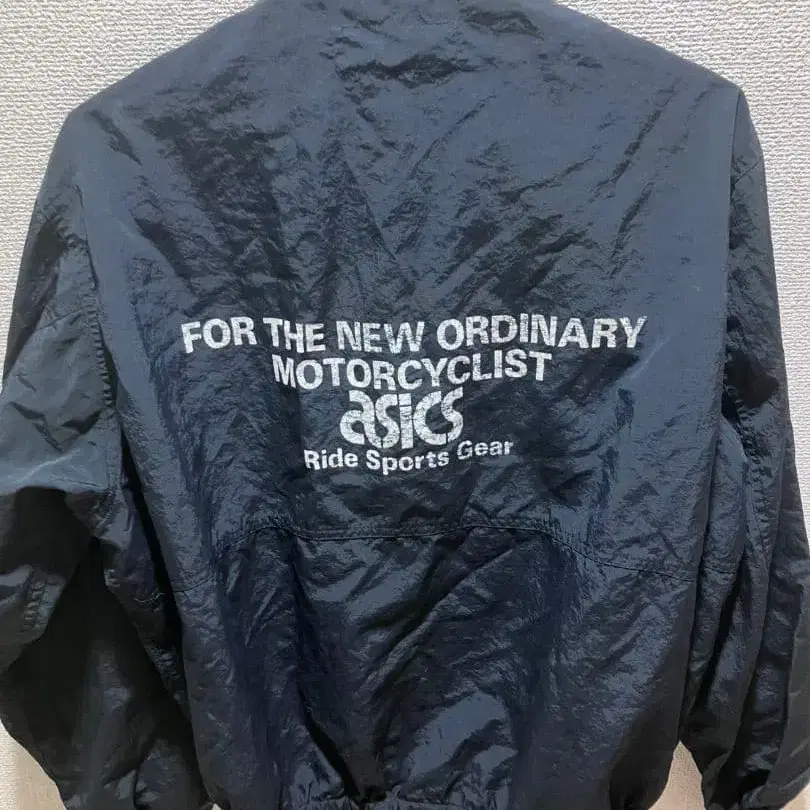 FOR THE NEW ORDINARY
MOTORCYCLIST
asics
Ride Sports Gear